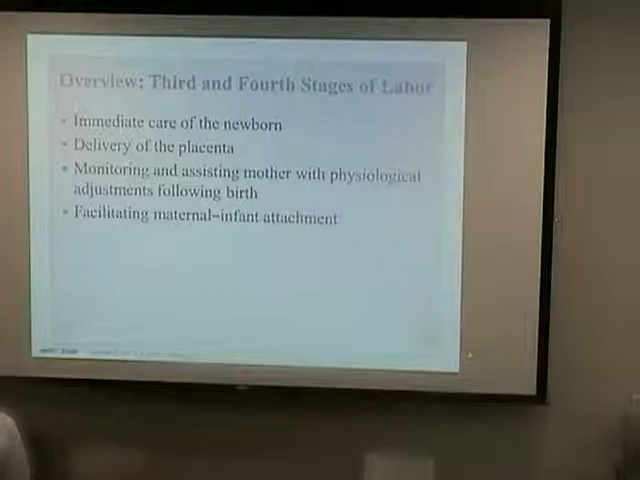 Overview: Third and Fourth Stages of Labor
• Immediate care of the newborn
• Delivery of the placenta
• Monitoring and assisting mother with physiological
adjustments following birth
• Facilitating maternal–infant attachment